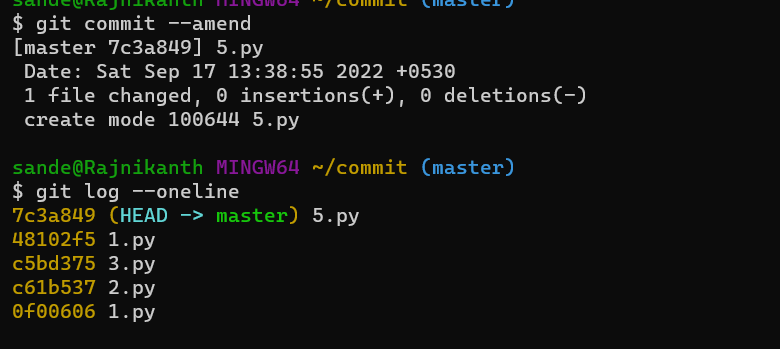 sande@Rajnikanth MINGW64 ~/commit (master)
$ git commit --amend
[master 7c3a849] 5.py
 Date: Sat Sep 17 13:38:55 2022 +0530
 1 file changed, 0 insertions(+), 0 deletions(-)
 create mode 100644 5.py

sande@Rajnikanth MINGW64 ~/commit (master)
$ git log --oneline
7c3a849 (HEAD -> master) 5.py
48102f5 1.py
c5bd375 3.py
c61b537 2.py
0f00606 1.py